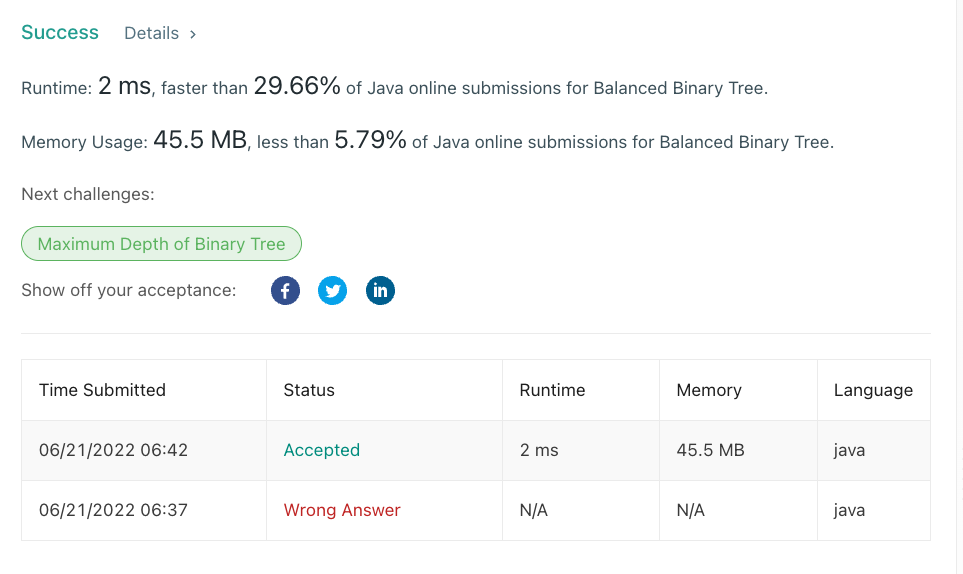 Success Details >
Runtime: 2 ms, faster than 29.66% of Java online submissions for Balanced Binary Tree.
Memory Usage: 45.5 MB, less than 5.79% of Java online submissions for Balanced Binary Tree.
Next challenges:
Maximum Depth of Binary Tree
Show off your acceptance: f in
Time Submitted Status Runtime Memory Language
06/21/2022 06:42 Accepted 2 ms 45.5 MB java
06/21/2022 06:37 Wrong Answer N/A N/A java